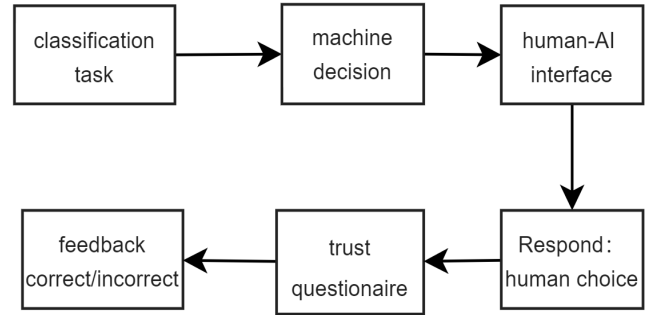 classification
task
machine
decision
human-AI
interface
Respond:
human choice
trust
questionaire
feedback
correct/incorrect